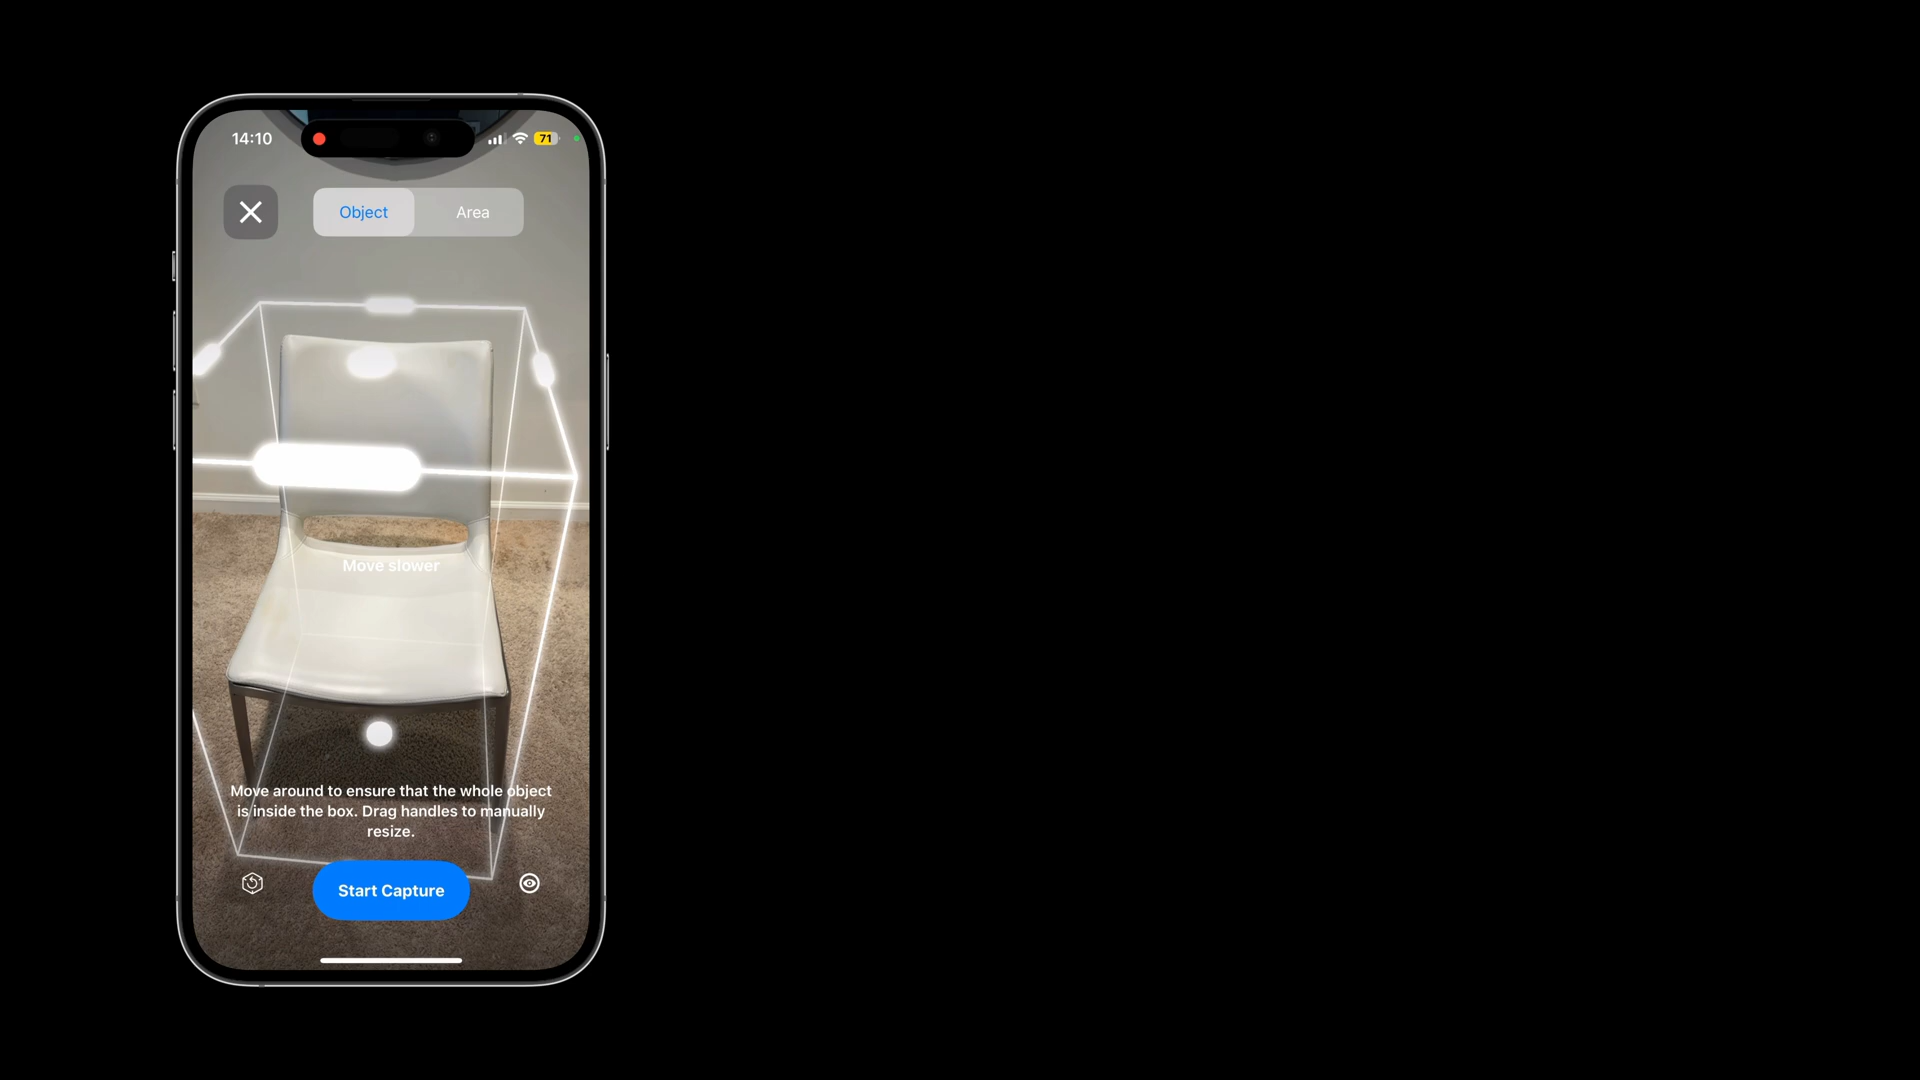 14:10
71
Object
Area
Move slower
Move around to ensure that the whole object
is inside the box. Drag handles to manually
resize.
Start Capture